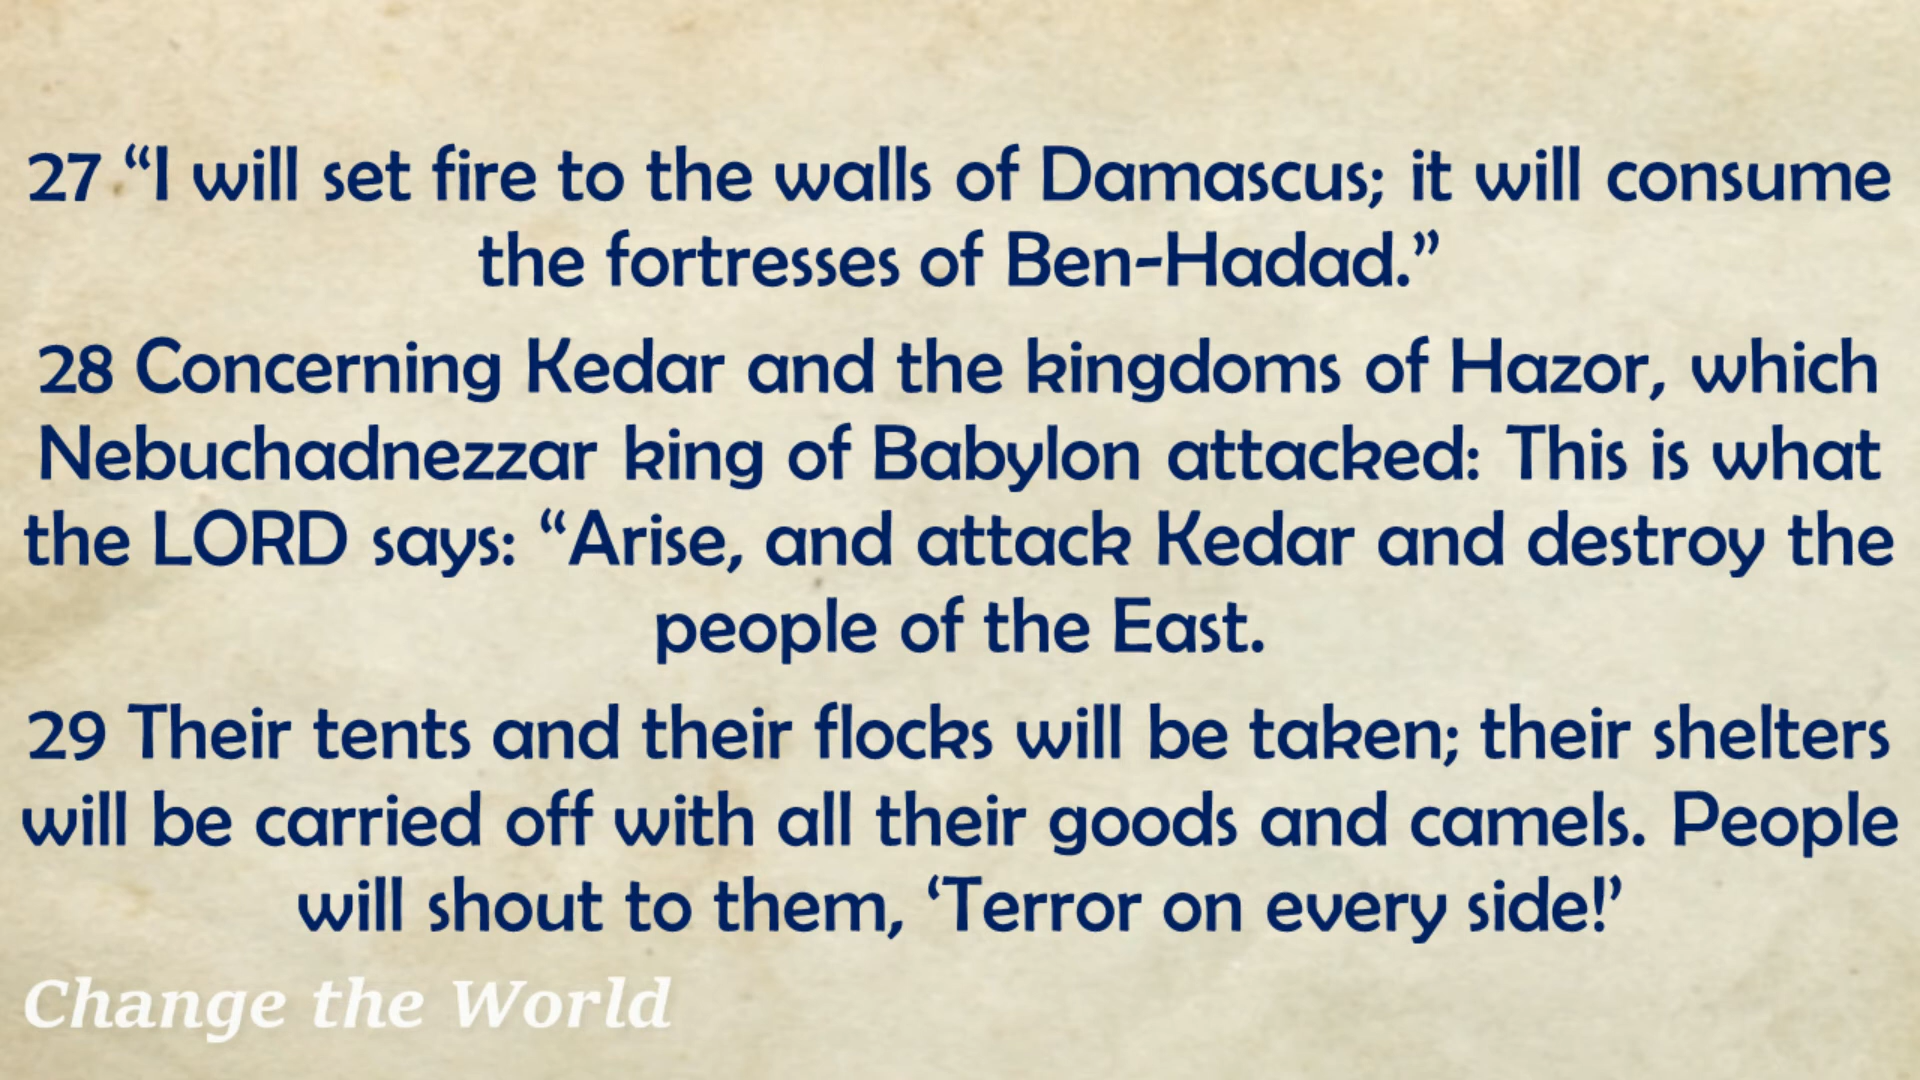 27 “I will set fire to the walls of Damascus; it will consume
the fortresses of Ben-Hadad.”
28 Concerning Kedar and the kingdoms of Hazor, which
Nebuchadnezzar king of Babylon attacked: This is what
the LORD says: “Arise, and attack Kedar and destroy the
people of the East.
29 Their tents and their flocks will be taken; their shelters
will be carried off with all their goods and camels. People
will shout to them, ‘Terror on every side!’
Change the World